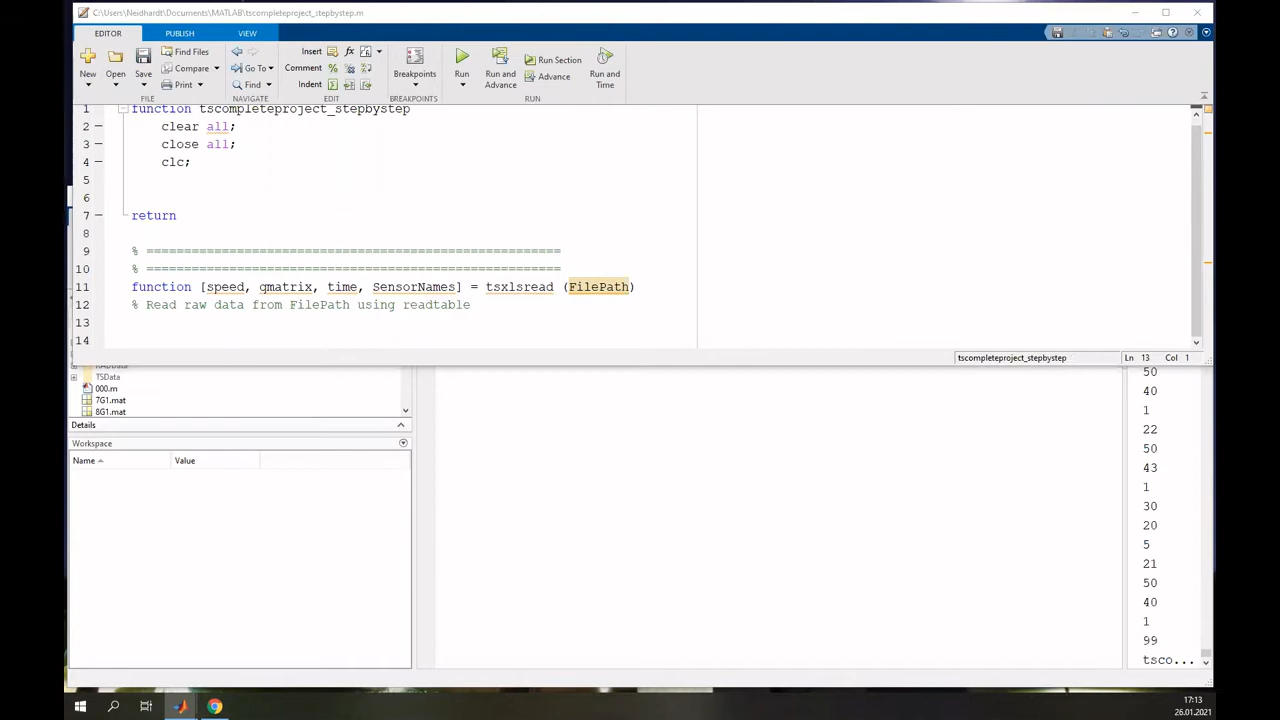 C:\Users\Neidhardt\Documents\MATLAB\tscompleteproject_stepbystep.m
EDITOR PUBLISH VIEW
New Open Save Find Files Compare Print Go To Find Insert Comment Indent Breakpoints Run Run and Advance Run Section Advance Run and Time
FILE NAVIGATE EDIT BREAKPOINTS RUN
1 function tscompleteproject_stepbystep
2 clear all;
3 close all;
4 clc;
5
6
7 return
8
9 % =======================================================
10 % =======================================================
11 function [speed, qmatrix, time, SensorNames] = tsxlsread (FilePath)
12 % Read raw data from FilePath using readtable
13
14
tscompleteproject_stepbystep Ln 13 Col 1
TSData
000.m
7G1.mat
8G1.mat
Details
Workspace
Name Value
50
40
1
22
50
43
1
30
20
5
21
50
40
1
99
tsco...
17:13
26.01.2021